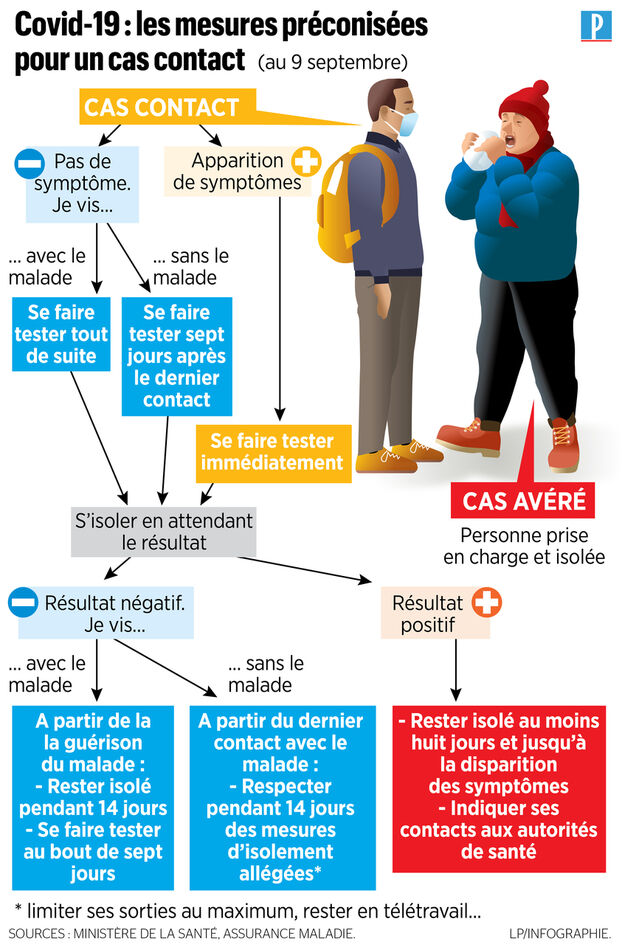 Covid-19 : les mesures préconisées
pour un cas contact (au 9 septembre)
P
CAS CONTACT
Pas de
symptôme.
Je vis...
Apparition
de symptômes
... avec le
malade
... sans le
malade
Se faire
tester tout
de suite
Se faire
tester sept
jours après
le dernier
contact
Se faire tester
immédiatement
CAS AVÉRÉ
Personne prise
en charge et isolée
S'isoler en attendant
le résultat
Résultat négatif.
Je vis...
Résultat
positif
... avec le
malade
... sans le
malade
A partir de la
la guérison
du malade :
- Rester isolé
pendant 14 jours
- Se faire tester
au bout de sept
jours
A partir du dernier
contact avec le
malade :
- Respecter
pendant 14 jours
des mesures
d'isolement
allégées*
- Rester isolé au moins
huit jours et jusqu'à
la disparition
des symptômes
- Indiquer ses
contacts aux autorités
de santé
* limiter ses sorties au maximum, rester en télétravail...
SOURCES : MINISTÈRE DE LA SANTÉ, ASSURANCE MALADIE.
LP/INFOGRAPHIE.